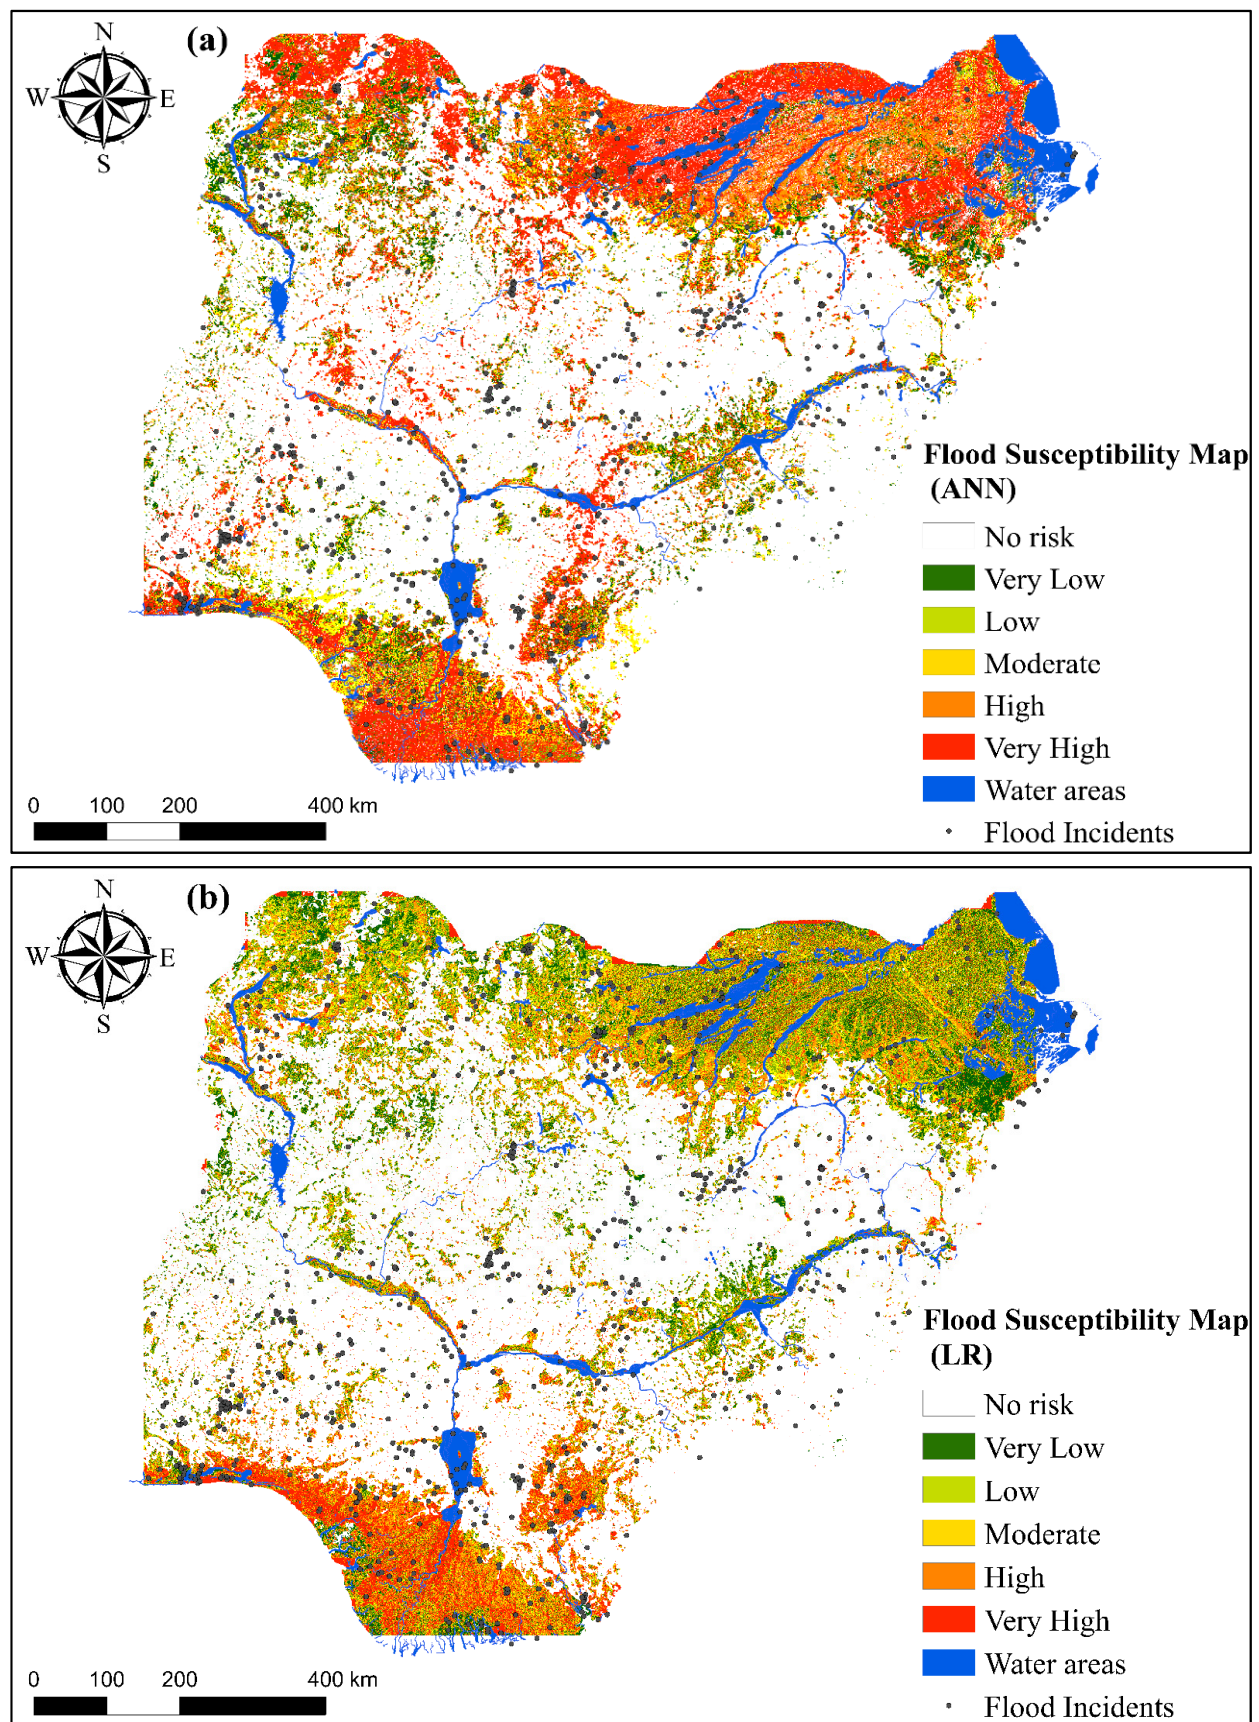 (a)
N
W E
S
Flood Susceptibility Map
(ANN)
No risk
Very Low
Low
Moderate
High
Very High
Water areas
Flood Incidents
0 100 200 400 km
(b)
N
W E
S
Flood Susceptibility Map
(LR)
No risk
Very Low
Low
Moderate
High
Very High
Water areas
Flood Incidents
0 100 200 400 km